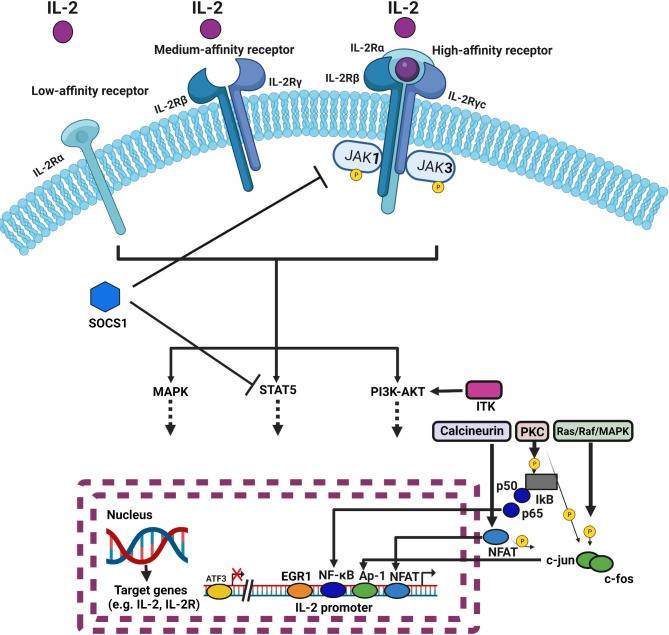 IL-2
IL-2
IL-2
Medium-affinity receptor
IL-2Rα
High-affinity receptor
Low-affinity receptor
IL-2Rβ
IL-2Rγ
IL-2Rβ
IL-2Rγc
IL-2Rα
JAK1
JAK3
P
P
P
SOCS1
MAPK
STAT5
PI3K-AKT
ITK
Calcineurin
PKC
Ras/Raf/MAPK
P
p50
IkB
p65
P
P
P
NFAT
c-jun
c-fos
Nucleus
Target genes
(e.g. IL-2, IL-2R)
ATF3
EGR1
NF-κB
Ap-1
NFAT
IL-2 promoter